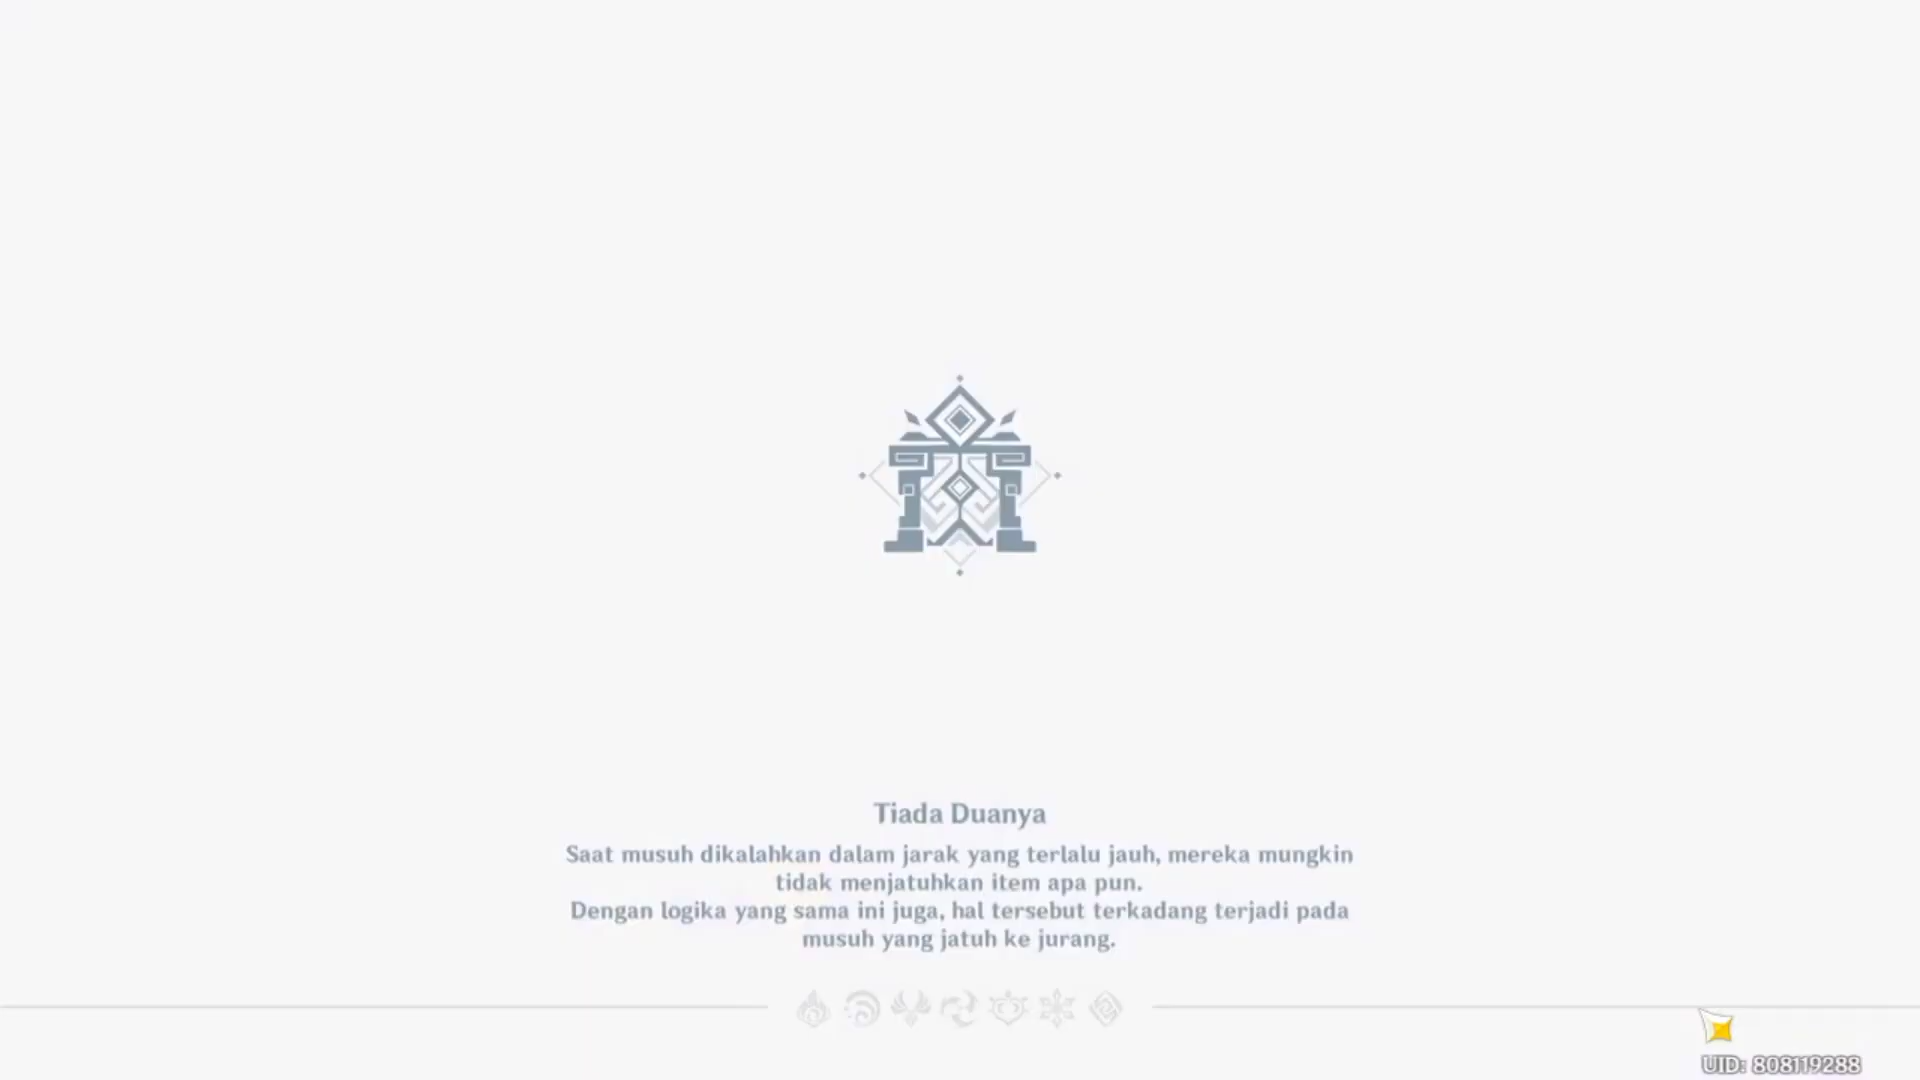 Tiada Duanya
Saat musuh dikalahkan dalam jarak yang terlalu jauh, mereka mungkin
tidak menjatuhkan item apa pun.
Dengan logika yang sama ini juga, hal tersebut terkadang terjadi pada
musuh yang jatuh ke jurang.
UID: 808119288